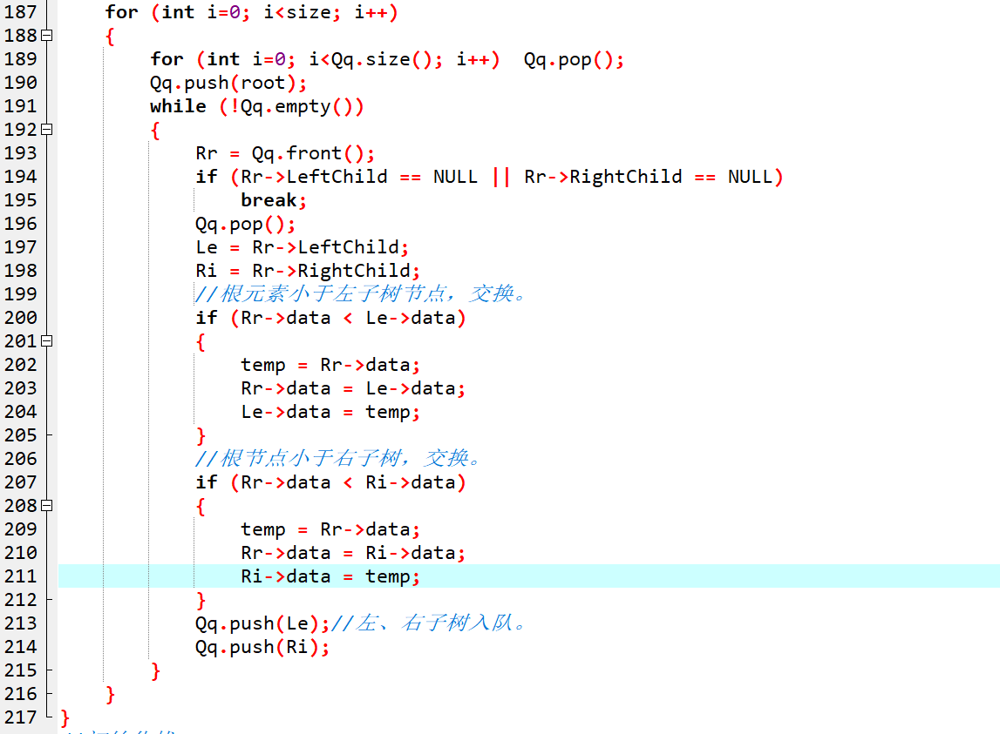 187 for (int i=0; i<size; i++)
188 {
189 for (int i=0; i<Qq.size(); i++) Qq.pop();
190 Qq.push(root);
191 while (!Qq.empty())
192 {
193 Rr = Qq.front();
194 if (Rr->LeftChild == NULL || Rr->RightChild == NULL)
195 break;
196 Qq.pop();
197 Le = Rr->LeftChild;
198 Ri = Rr->RightChild;
199 //根元素小于左子树节点，交换。
200 if (Rr->data < Le->data)
201 {
202 temp = Rr->data;
203 Rr->data = Le->data;
204 Le->data = temp;
205 }
206 //根节点小于右子树，交换。
207 if (Rr->data < Ri->data)
208 {
209 temp = Rr->data;
210 Rr->data = Ri->data;
211 Ri->data = temp;
212 }
213 Qq.push(Le);//左、右子树入队。
214 Qq.push(Ri);
215 }
216 }
217 }